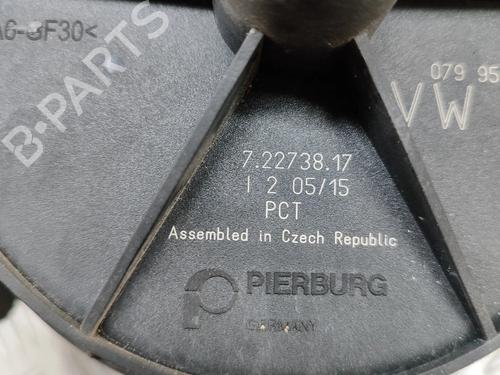 A6-GF30<
B-PARTS
079 95
VW
7.22738.17
I 2 05/15
PCT
Assembled in Czech Republic
PIERBURG
GERMANY
B-PARTS